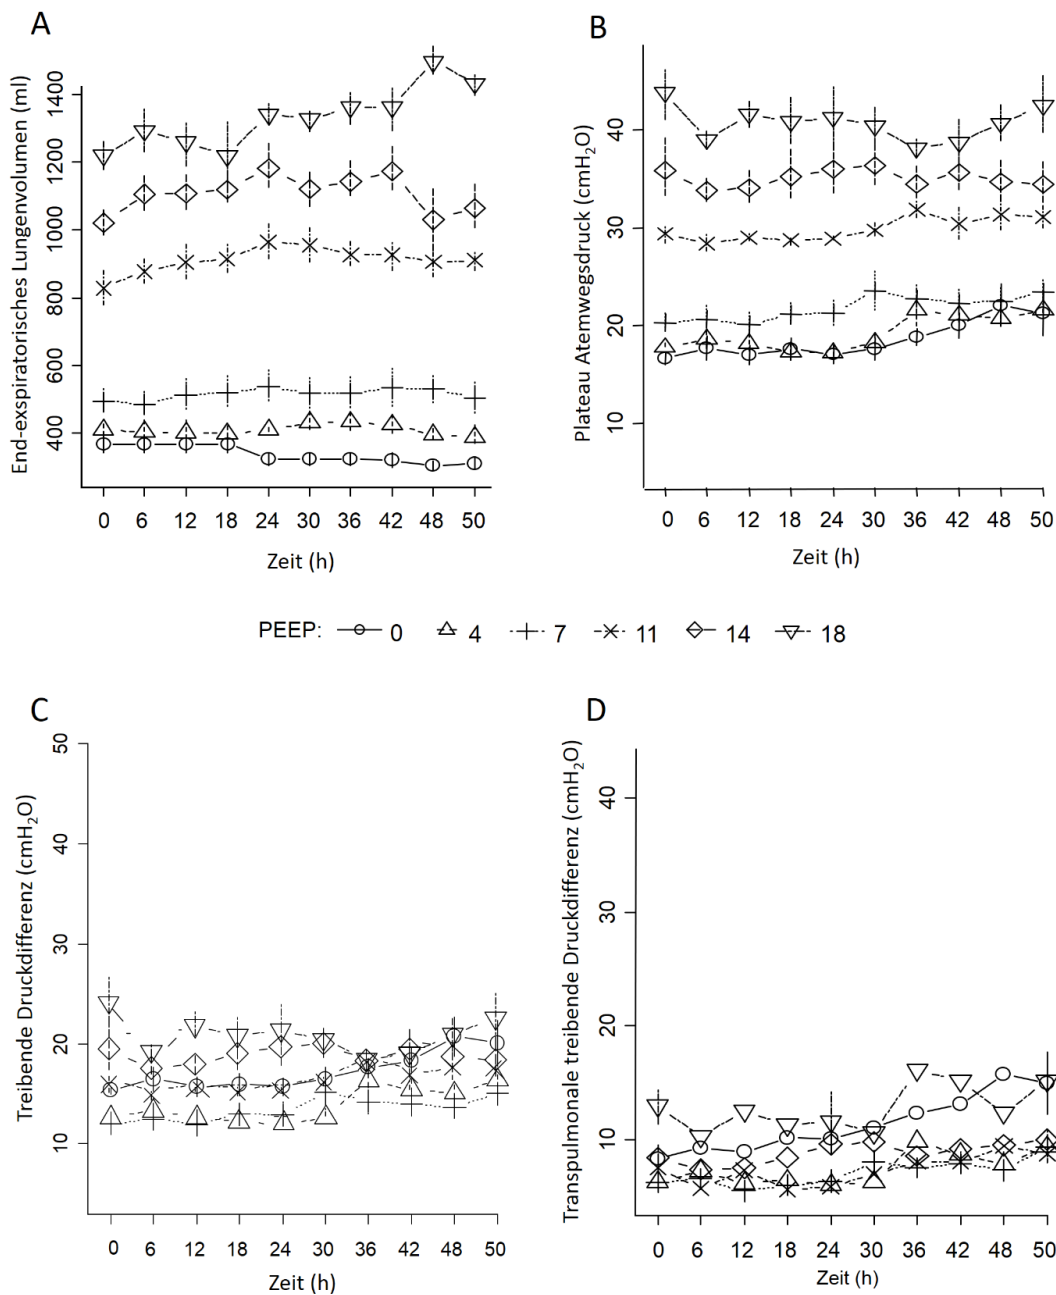 A
End-exspiratorisches Lungenvolumen (ml)
1400
1200
1000
800
600
400
0 6 12 18 24 30 36 42 48 50
Zeit (h)
B
Plateau Atemwegsdruck (cmH₂O)
40
30
20
10
0 6 12 18 24 30 36 42 48 50
Zeit (h)
PEEP: 0 4 7 11 14 18
C
Treibende Druckdifferenz (cmH₂O)
50
40
30
20
10
0 6 12 18 24 30 36 42 48 50
Zeit (h)
D
Transpulmonale treibende Druckdifferenz (cmH₂O)
40
30
20
10
0 6 12 18 24 30 36 42 48 50
Zeit (h)